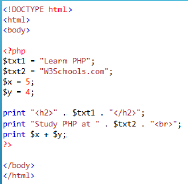 <!DOCTYPE html>
<html>
<body>
<?php
$txt1 = "Learn PHP";
$txt2 = "W3Schools.com";
$x = 5;
$y = 4;
print "<h2>" . $txt1 . "</h2>";
print "Study PHP at " . $txt2 . "<br>";
print $x + $y;
?>
</body>
</html>